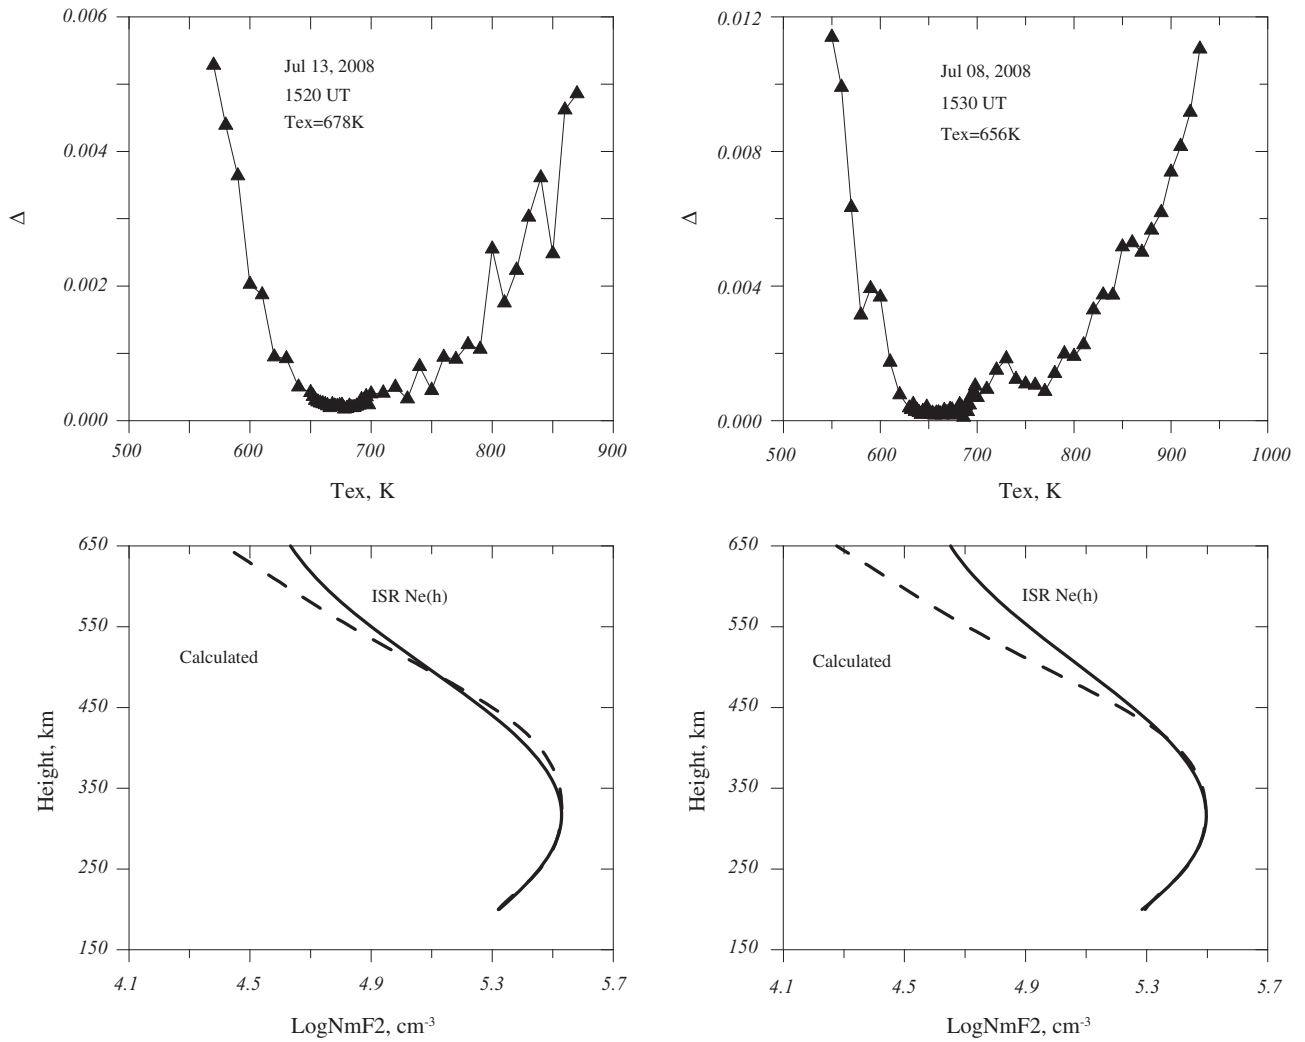 0.006
0.004
0.002
0.000
Δ
Jul 13, 2008
1520 UT
Tex=678K
500 600 700 800 900
Tex, K
0.012
0.008
0.004
0.000
Δ
Jul 08, 2008
1530 UT
Tex=656K
500 600 700 800 900 1000
Tex, K
650
550
450
350
250
150
Height, km
ISR Ne(h)
Calculated
4.1 4.5 4.9 5.3 5.7
LogNmF2, cm-3
650
550
450
350
250
150
Height, km
ISR Ne(h)
Calculated
4.1 4.5 4.9 5.3 5.7
LogNmF2, cm-3